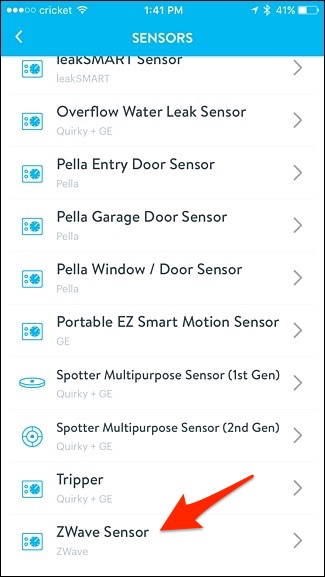 cricket 1:41 PM 41%
SENSORS
leakSMART Sensor
leakSMART
Overflow Water Leak Sensor
Quirky + GE
Pella Entry Door Sensor
Pella
Pella Garage Door Sensor
Pella
Pella Window / Door Sensor
Pella
Portable EZ Smart Motion Sensor
GE
Spotter Multipurpose Sensor (1st Gen)
Quirky + GE
Spotter Multipurpose Sensor (2nd Gen)
Quirky + GE
Tripper
Quirky + GE
ZWave Sensor
ZWave